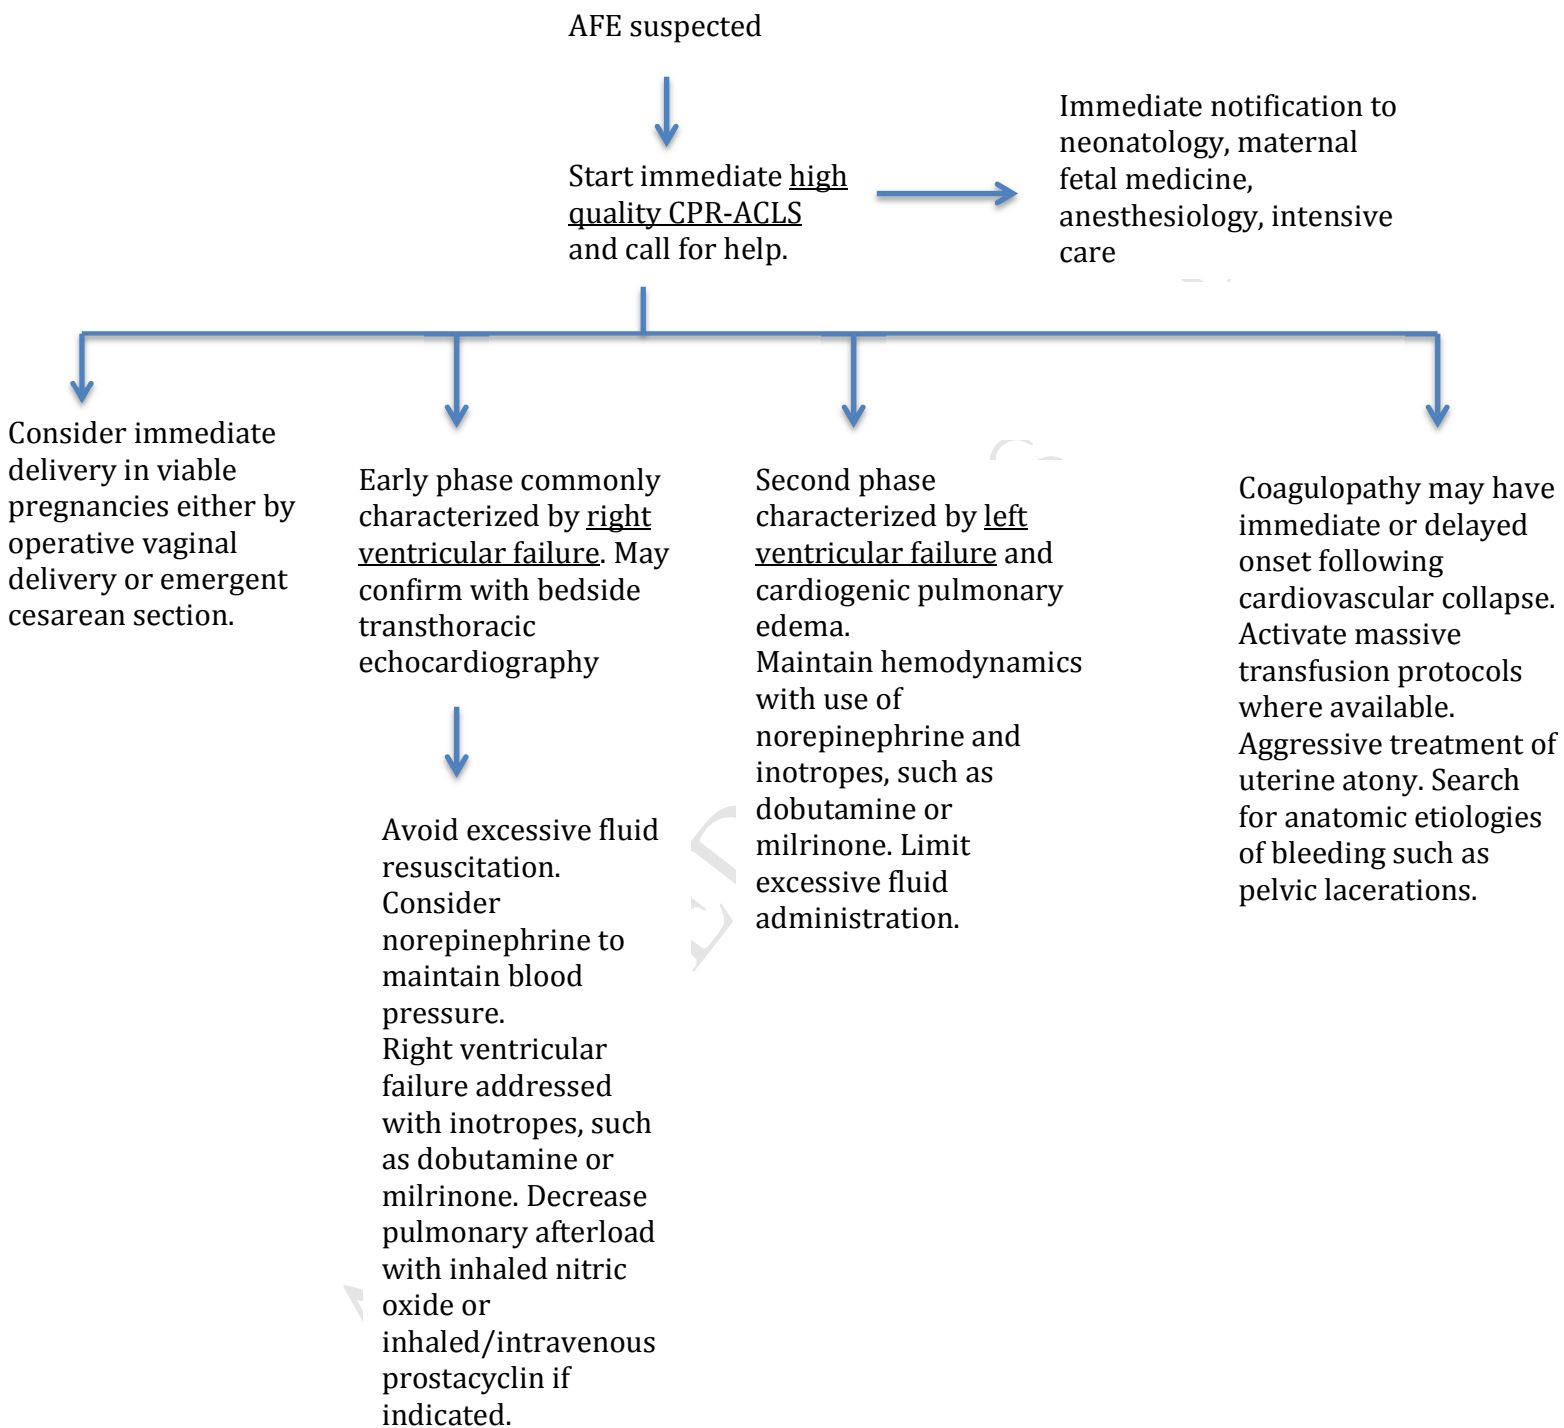 AFE suspected
Start immediate high
quality CPR-ACLS
and call for help.
Immediate notification to
neonatology, maternal
fetal medicine,
anesthesiology, intensive
care
Consider immediate
delivery in viable
pregnancies either by
operative vaginal
delivery or emergent
cesarean section.
Early phase commonly
characterized by right
ventricular failure. May
confirm with bedside
transthoracic
echocardiography
Avoid excessive fluid
resuscitation.
Consider
norepinephrine to
maintain blood
pressure.
Right ventricular
failure addressed
with inotropes, such
as dobutamine or
milrinone. Decrease
pulmonary afterload
with inhaled nitric
oxide or
inhaled/intravenous
prostacyclin if
indicated.
Second phase
characterized by left
ventricular failure and
cardiogenic pulmonary
edema.
Maintain hemodynamics
with use of
norepinephrine and
inotropes, such as
dobutamine or
milrinone. Limit
excessive fluid
administration.
Coagulopathy may have
immediate or delayed
onset following
cardiovascular collapse.
Activate massive
transfusion protocols
where available.
Aggressive treatment of
uterine atony. Search
for anatomic etiologies
of bleeding such as
pelvic lacerations.